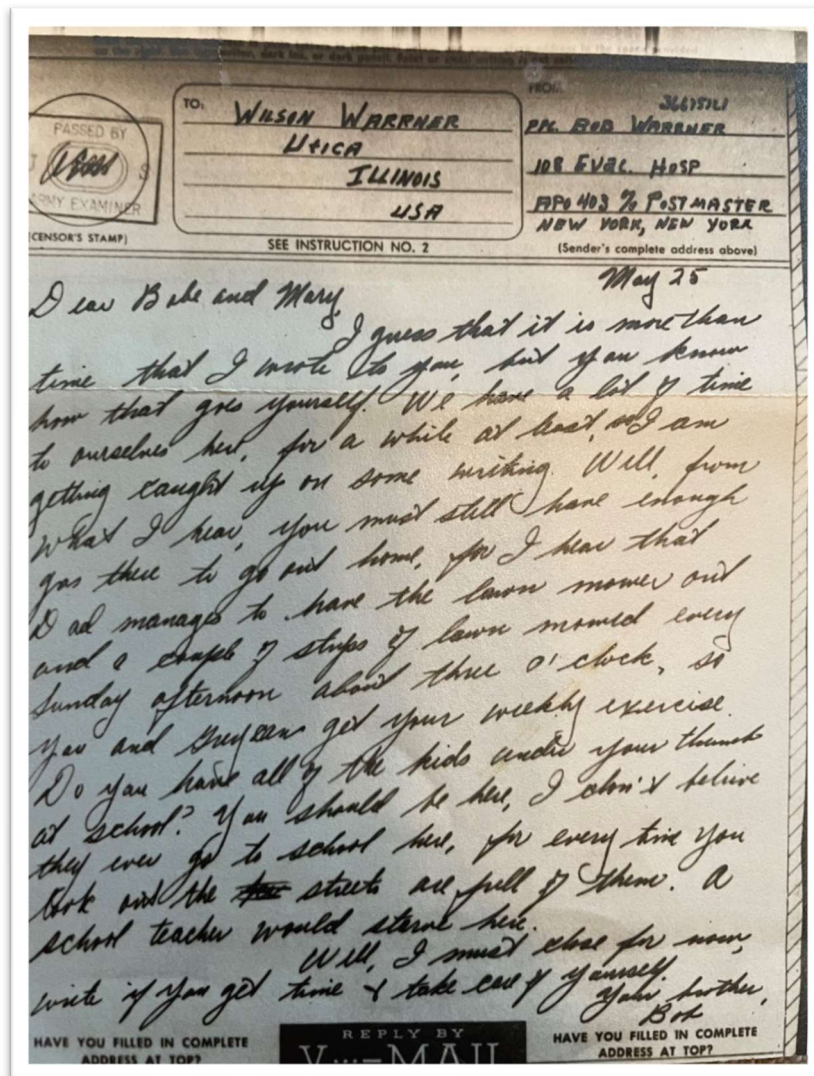 PASSED BY
U S
ARMY EXAMINER
(CENSOR'S STAMP)
TO:
WILSON WARRNER
UTICA
ILLINOIS
USA
SEE INSTRUCTION NO. 2
FROM
PFC. BOB WARRNER
108 EVAC. HOSP
APO 403 % POSTMASTER
NEW YORK, NEW YORK
(Sender's complete address above)
May 25
Dear Babe and Mary,
I guess that it is more than
time that I wrote to you, but you know
how that goes yourself. We have a lot of time
to ourselves here, for a while at least, so I am
getting caught up on some writing. Well, from
what I hear, you must still have enough
gas there to go out home, for I hear that
Dad manages to have the lawn mower out
and a couple of strips of lawn mowed every
Sunday afternoon about three o'clock, so
you and can get your weekly exercise.
Do you have all of the kids under your thumb
at school? You should be here, I don't believe
they ever go to school here, for every time you
look out the streets are full of them. A
school teacher would starve here.
Well, I must close for now,
write if you get time & take care of yourself.
Your brother,
Bob
HAVE YOU FILLED IN COMPLETE
ADDRESS AT TOP?
REPLY BY
V···—MAIL
HAVE YOU FILLED IN COMPLETE
ADDRESS AT TOP?